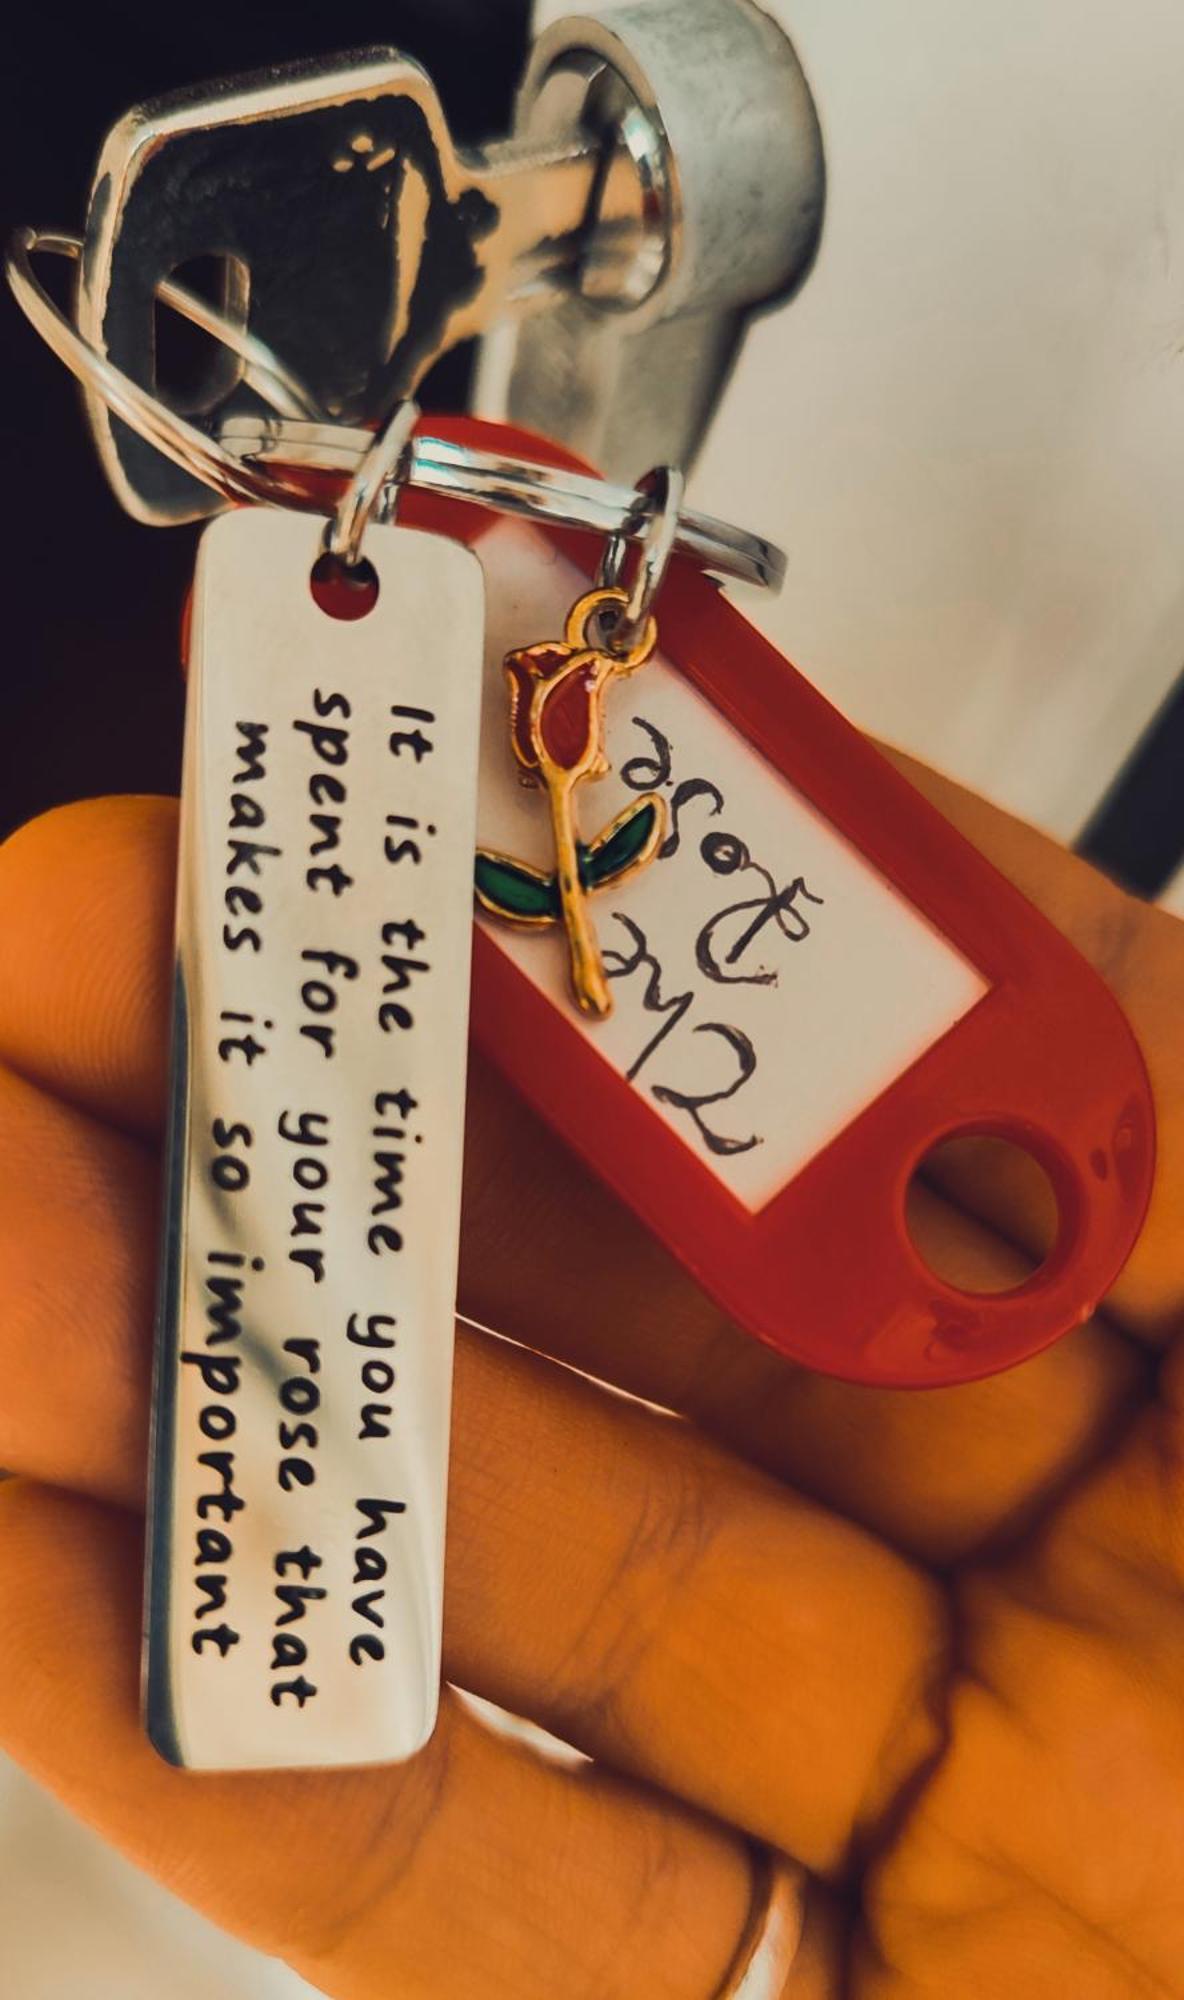 It is the time you have
spent for your rose that
makes it so important
The
Rose